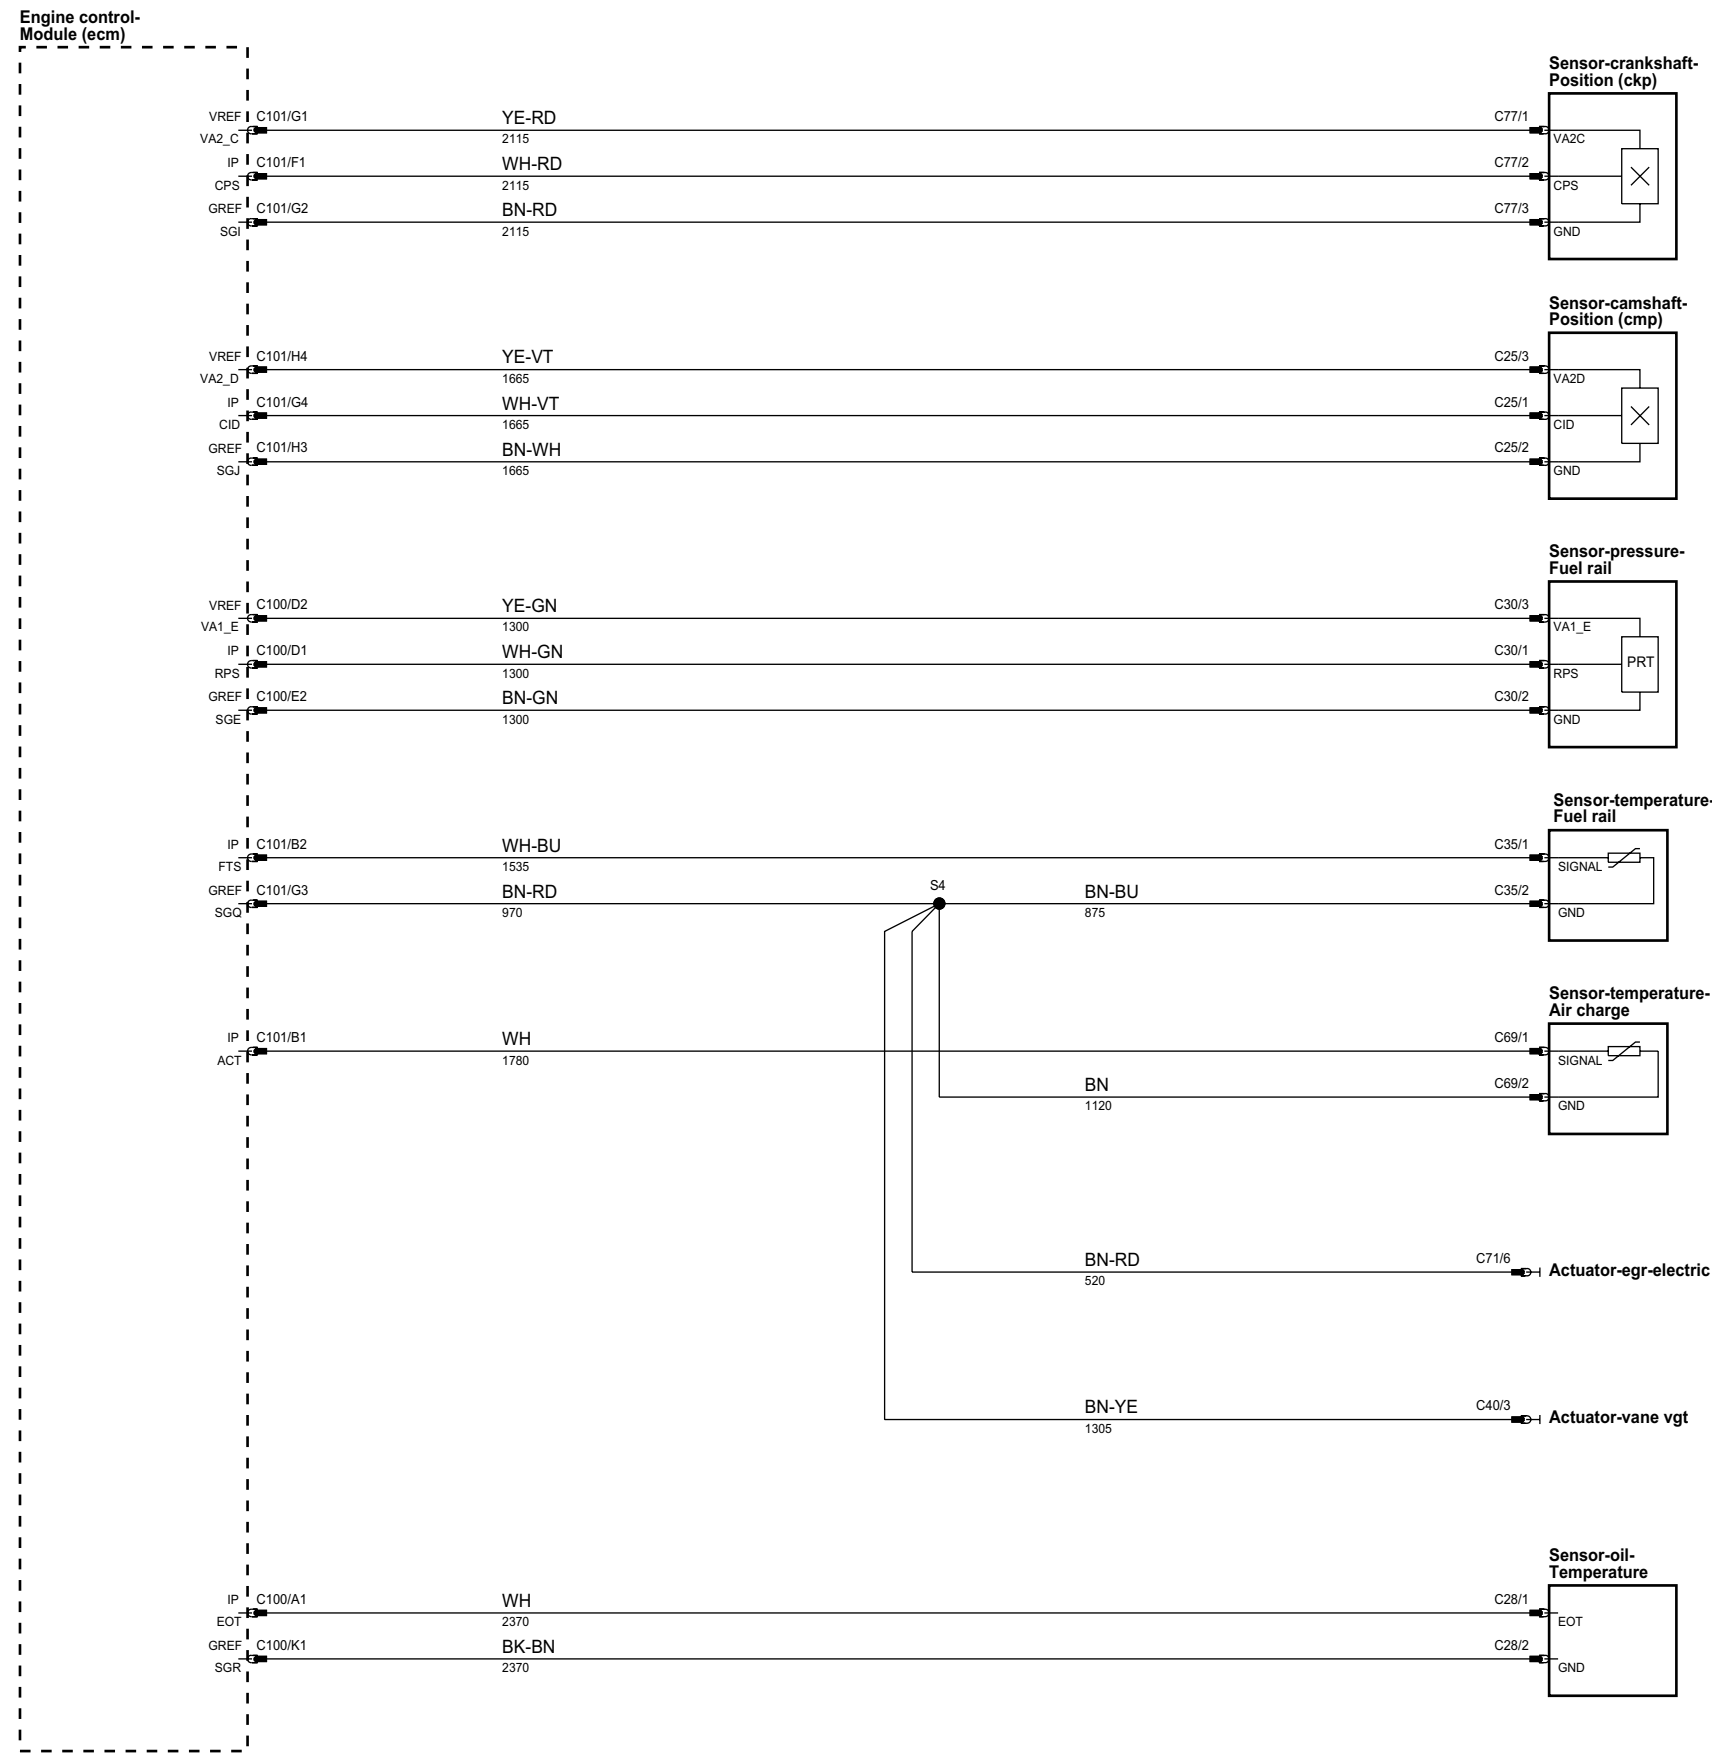 Engine control-
Module (ecm)
Sensor-crankshaft-
Position (ckp)
VREF C101/G1 YE-RD C77/1
VA2_C 2115 VA2C
IP C101/F1 WH-RD C77/2
CPS 2115 CPS
GREF C101/G2 BN-RD C77/3
SGI 2115 GND
Sensor-camshaft-
Position (cmp)
VREF C101/H4 YE-VT C25/3
VA2_D 1665 VA2D
IP C101/G4 WH-VT C25/1
CID 1665 CID
GREF C101/H3 BN-WH C25/2
SGJ 1665 GND
Sensor-pressure-
Fuel rail
VREF C100/D2 YE-GN C30/3
VA1_E 1300 VA1_E
IP C100/D1 WH-GN C30/1
PRT
RPS 1300 RPS
GREF C100/E2 BN-GN C30/2
SGE 1300 GND
Sensor-temperature-
Fuel rail
IP C101/B2 WH-BU C35/1
FTS 1535 SIGNAL
GREF C101/G3 BN-RD S4 BN-BU C35/2
SGQ 970 875 GND
Sensor-temperature-
Air charge
IP C101/B1 WH C69/1
ACT 1780 SIGNAL
BN C69/2
1120 GND
BN-RD C71/6 Actuator-egr-electric
520
BN-YE C40/3 Actuator-vane vgt
1305
Sensor-oil-
Temperature
IP C100/A1 WH C28/1
EOT 2370 EOT
GREF C100/K1 BK-BN C28/2
SGR 2370 GND